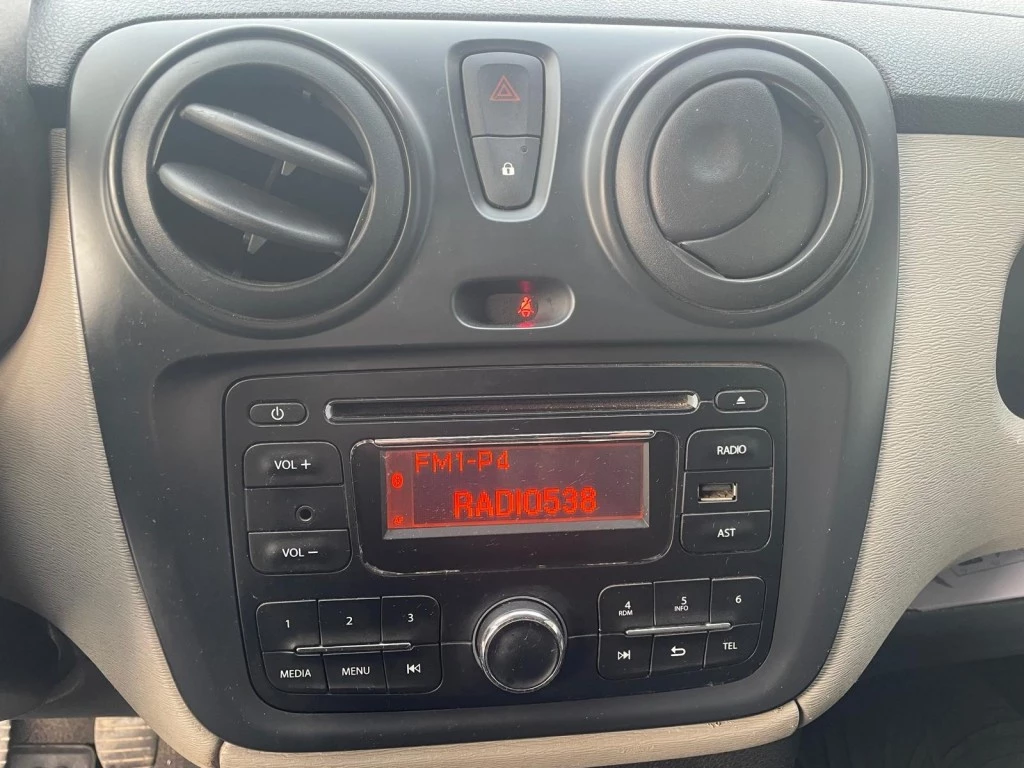 FM1-P4
RADIO538
VOL +
VOL –
RADIO
AST
1
2
3
MEDIA
MENU
4
RDM
5
INFO
6
TEL